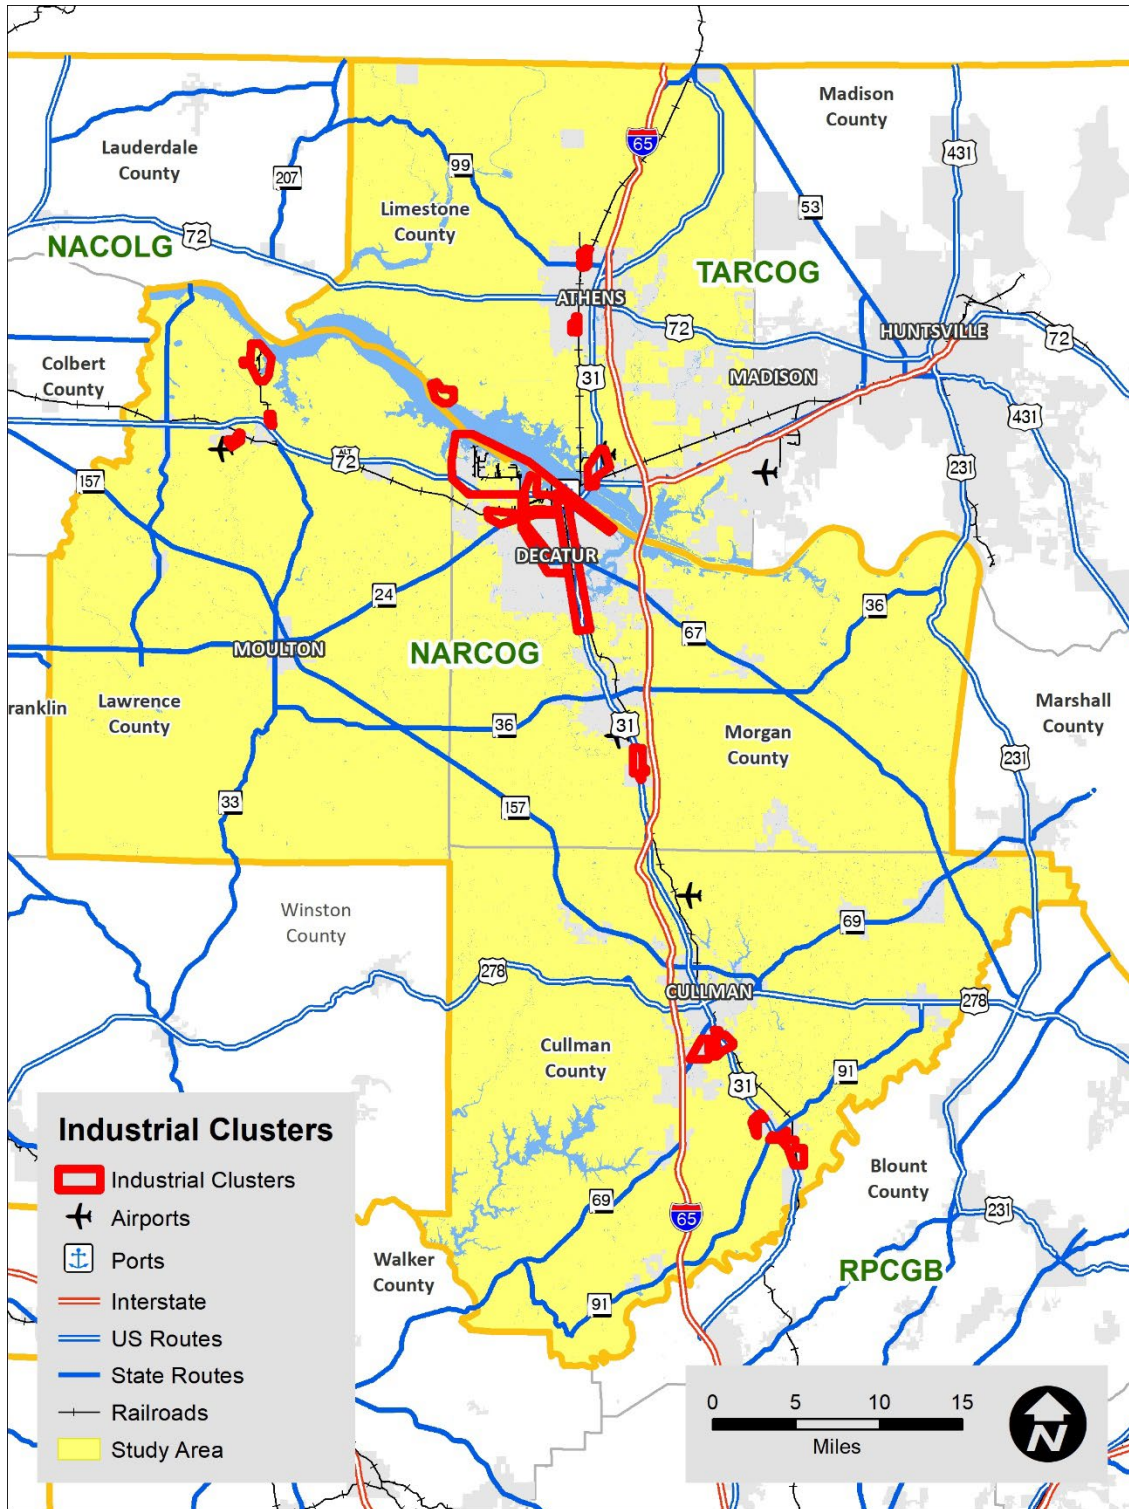 Madison
County
431
65
Lauderdale
County
207
99
Limestone
County
53
NACOLG
72
TARCOG
ATHENS
HUNTSVILLE
72
72
Colbert
County
31
MADISON
431
ALT
72
231
157
DECATUR
24
36
67
MOULTON
NARCOG
ranklin
Lawrence
County
36
31
Morgan
County
Marshall
County
231
33
157
Winston
County
69
278
CULLMAN
278
Cullman
County
31
91
Blount
County
69
65
231
Walker
County
RPCGB
91
Industrial Clusters
Industrial Clusters
Airports
Ports
Interstate
US Routes
State Routes
Railroads
Study Area
0 5 10 15
Miles
N